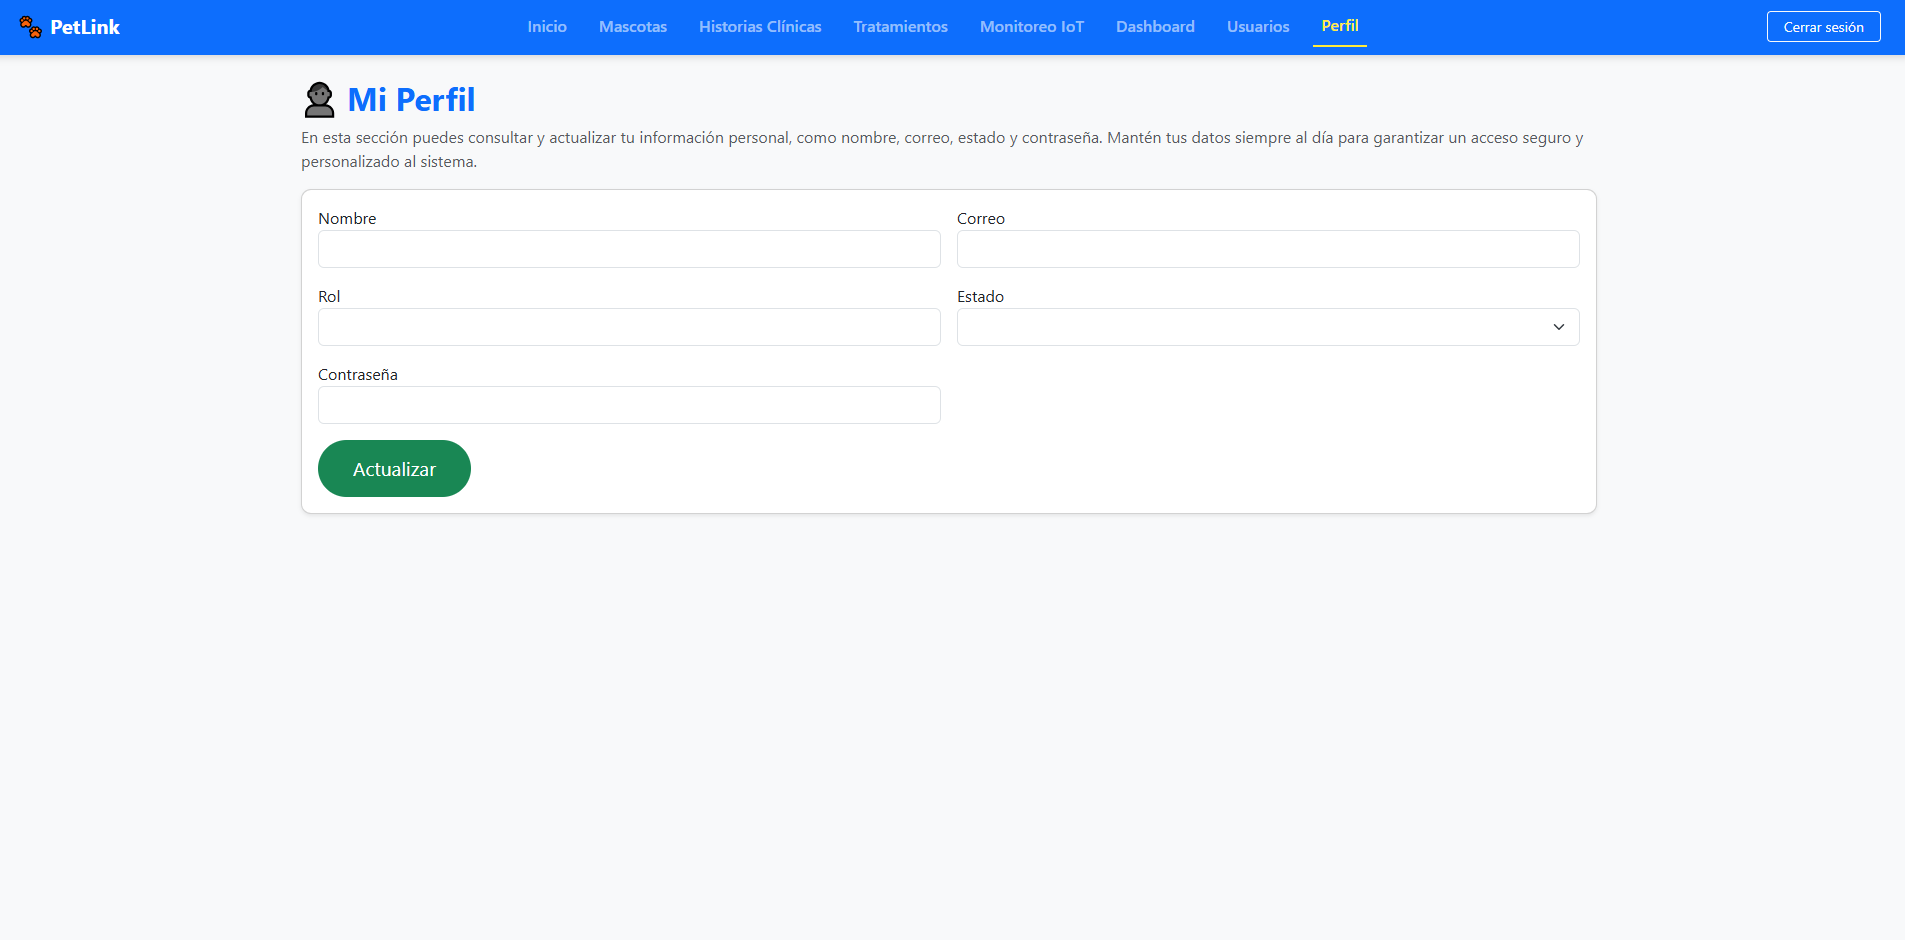 PetLink
Inicio
Mascotas
Historias Clínicas
Tratamientos
Monitoreo IoT
Dashboard
Usuarios
Perfil
Cerrar sesión
Mi Perfil
En esta sección puedes consultar y actualizar tu información personal, como nombre, correo, estado y contraseña. Mantén tus datos siempre al día para garantizar un acceso seguro y
personalizado al sistema.
Nombre
Correo
Rol
Estado
Contraseña
Actualizar